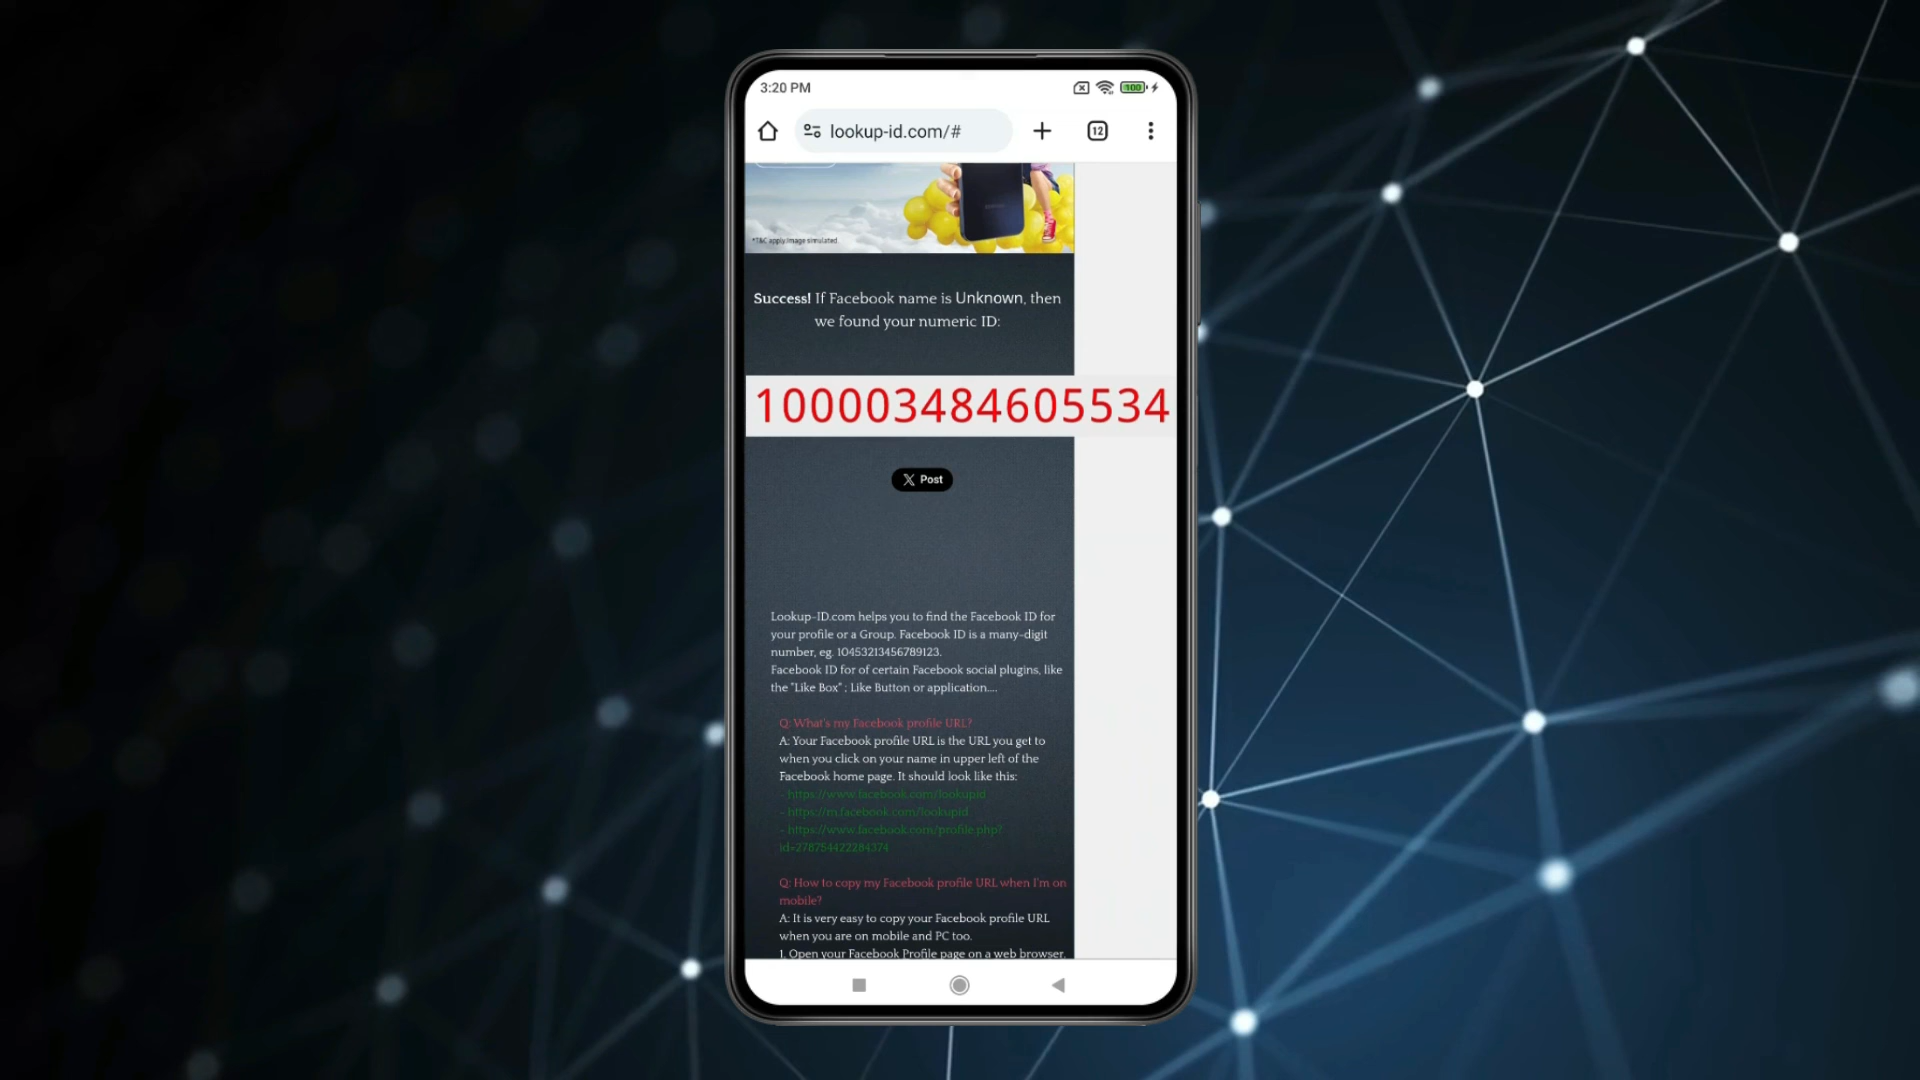 3:20 PM
100
lookup-id.com/#
12
*T&C apply.Image simulated.
Success! If Facebook name is Unknown, then
we found your numeric ID:
100003484605534
X Post
Lookup-ID.com helps you to find the Facebook ID for
your profile or a Group. Facebook ID is a many-digit
number, eg. 10453213456789123.
Facebook ID for of certain Facebook social plugins, like
the "Like Box" ; Like Button or application....
Q: What's my Facebook profile URL?
A: Your Facebook profile URL is the URL you get to
when you click on your name in upper left of the
Facebook home page. It should look like this:
- https://www.facebook.com/lookupid
- https://m.facebook.com/lookupid
- https://www.facebook.com/profile.php?
id=278754422284374
Q: How to copy my Facebook profile URL when I'm on
mobile?
A: It is very easy to copy your Facebook profile URL
when you are on mobile and PC too.
1. Open your Facebook Profile page on a web browser.